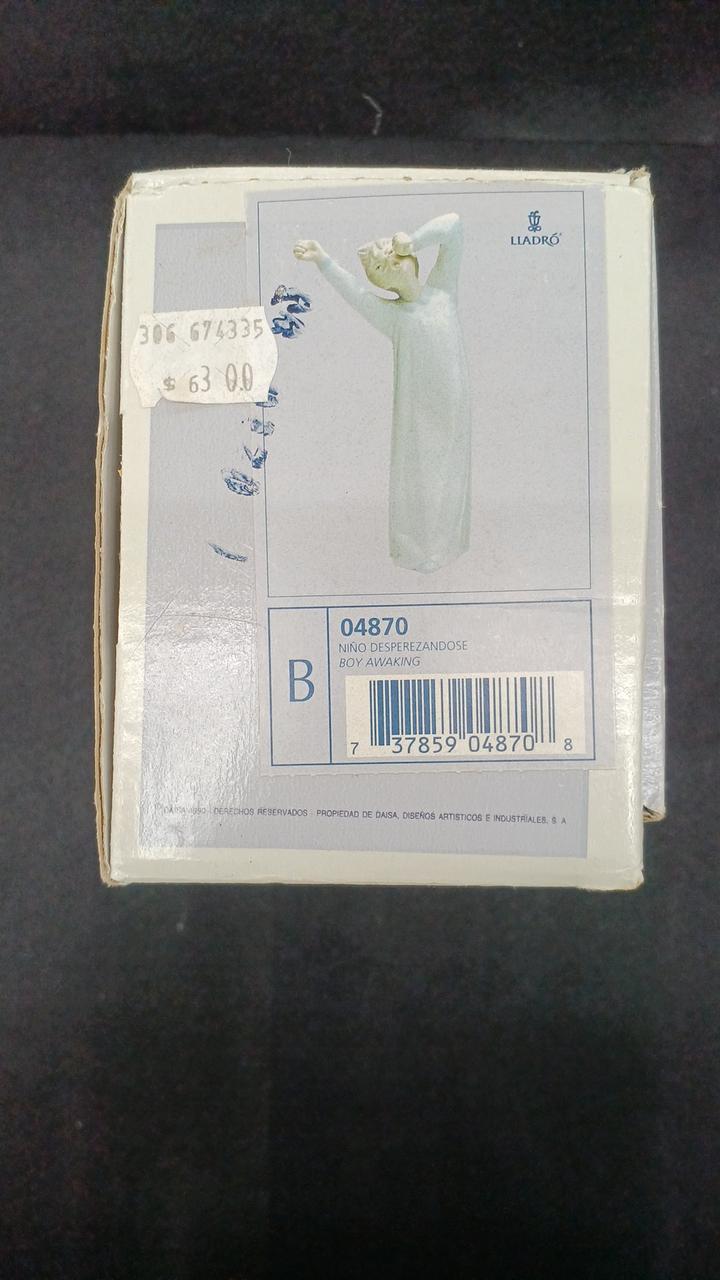 LLADRÓ
306 674335
$ 63 00
04870
NIÑO DESPEREZANDOSE
BOY AWAKING
B
7 37859 04870 8
DERECHOS RESERVADOS - PROPIEDAD DE DAISA, DISEÑOS ARTISTICOS E INDUSTRIALES, S. A